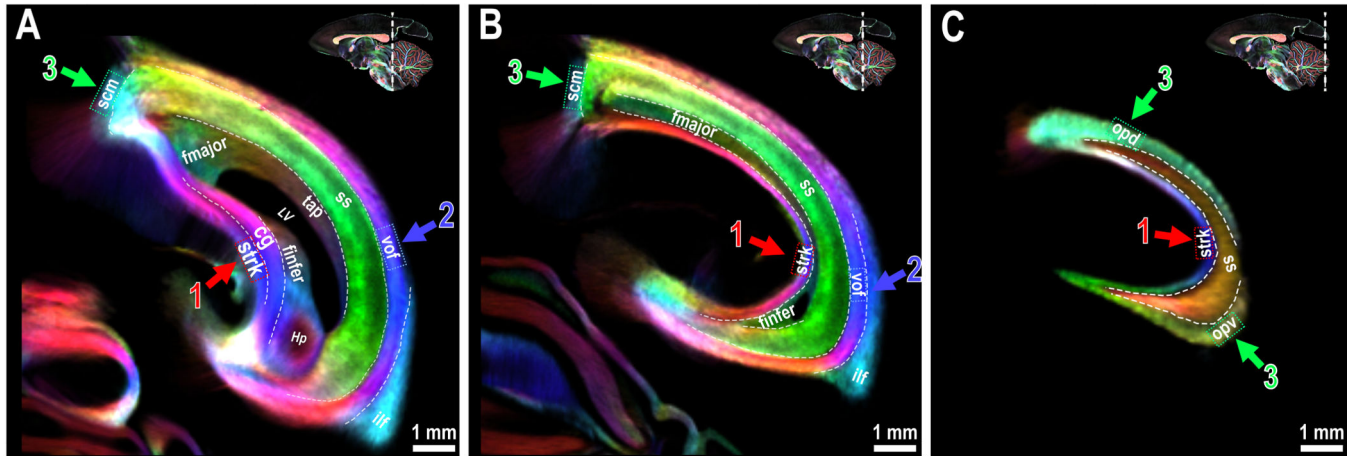 A
3
scm
fmajor
ss
tap
LV
cg
finfer
strk
1
vof
2
Hp
ilf
1 mm
B
3
scm
fmajor
ss
1
strk
vof
2
finfer
ilf
1 mm
C
3
opd
1
strk
ss
opv
3
1 mm